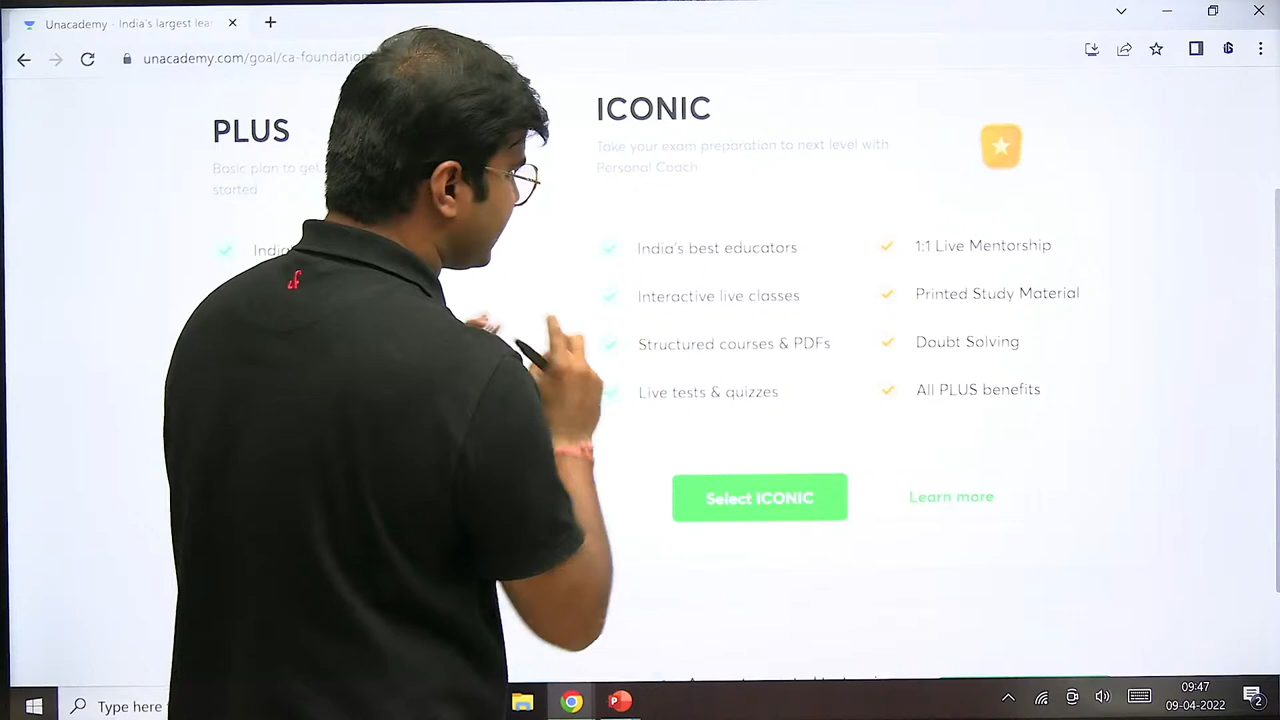 Unacademy - India's largest lear
unacademy.com/goal/ca-foundation
PLUS
Basic plan to get
started
ICONIC
Take your exam preparation to next level with
Personal Coach
India's best educators
Interactive live classes
Structured courses & PDFs
Live tests & quizzes
1:1 Live Mentorship
Printed Study Material
Doubt Solving
All PLUS benefits
Select ICONIC
Learn more
Type here
09:47
09-04-2022
2